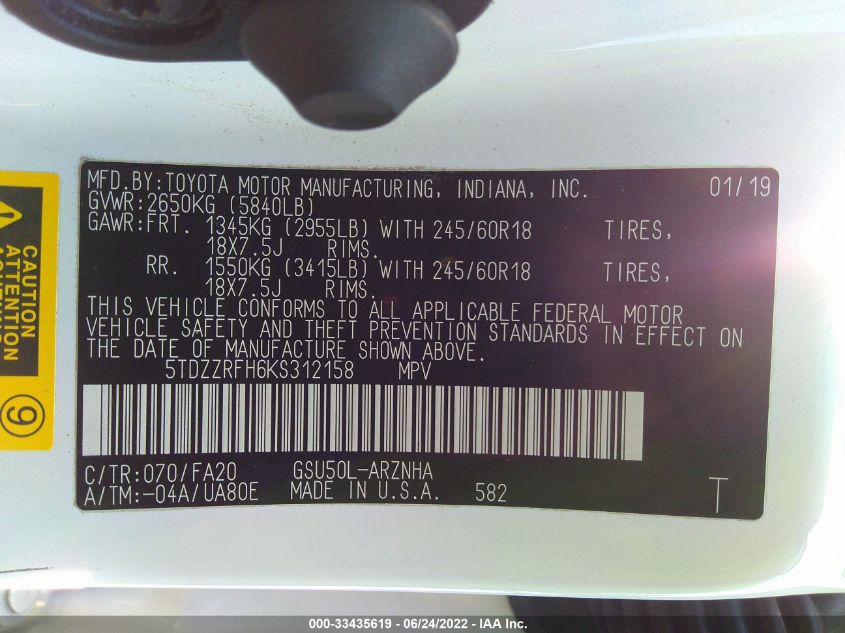 MFD.BY:TOYOTA MOTOR MANUFACTURING, INDIANA, INC. 01/19
GVWR:2650KG (5840LB)
GAWR:FRT. 1345KG (2955LB) WITH 245/60R18 TIRES,
18X7.5J RIMS.
RR. 1550KG (3415LB) WITH 245/60R18 TIRES,
18X7.5J RIMS.
THIS VEHICLE CONFORMS TO ALL APPLICABLE FEDERAL MOTOR
VEHICLE SAFETY AND THEFT PREVENTION STANDARDS IN EFFECT ON
THE DATE OF MANUFACTURE SHOWN ABOVE.
5TDZZRFH6KS312158 MPV
C/TR:070/FA20 GSU50L-ARZNHA
A/TM:-04A/UA80E MADE IN U.S.A. 582 T
CAUTION
ATTENTION
9
000-33435619 - 06/24/2022 - IAA Inc.